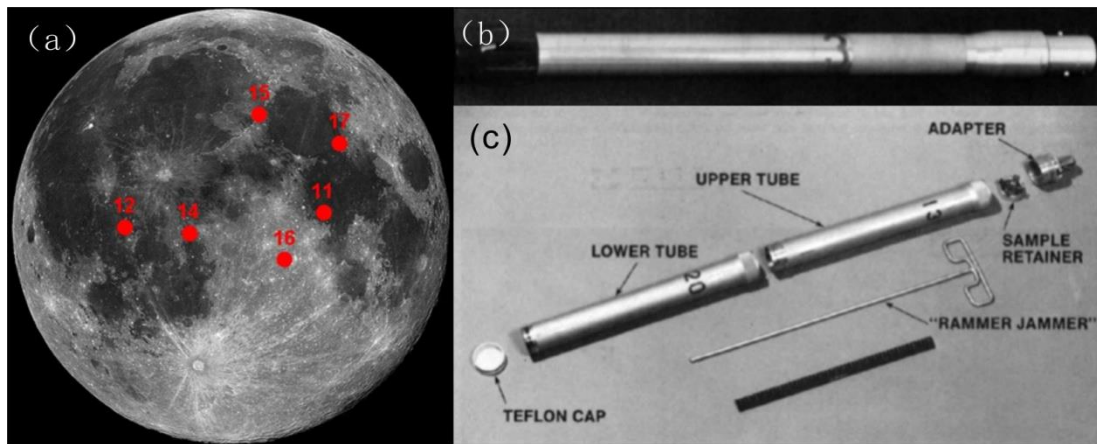 (a)
15
17
11
12
14
16
(b)
3
(c)
ADAPTER
UPPER TUBE
13
SAMPLE
RETAINER
LOWER TUBE
20
"RAMMER JAMMER"
TEFLON CAP